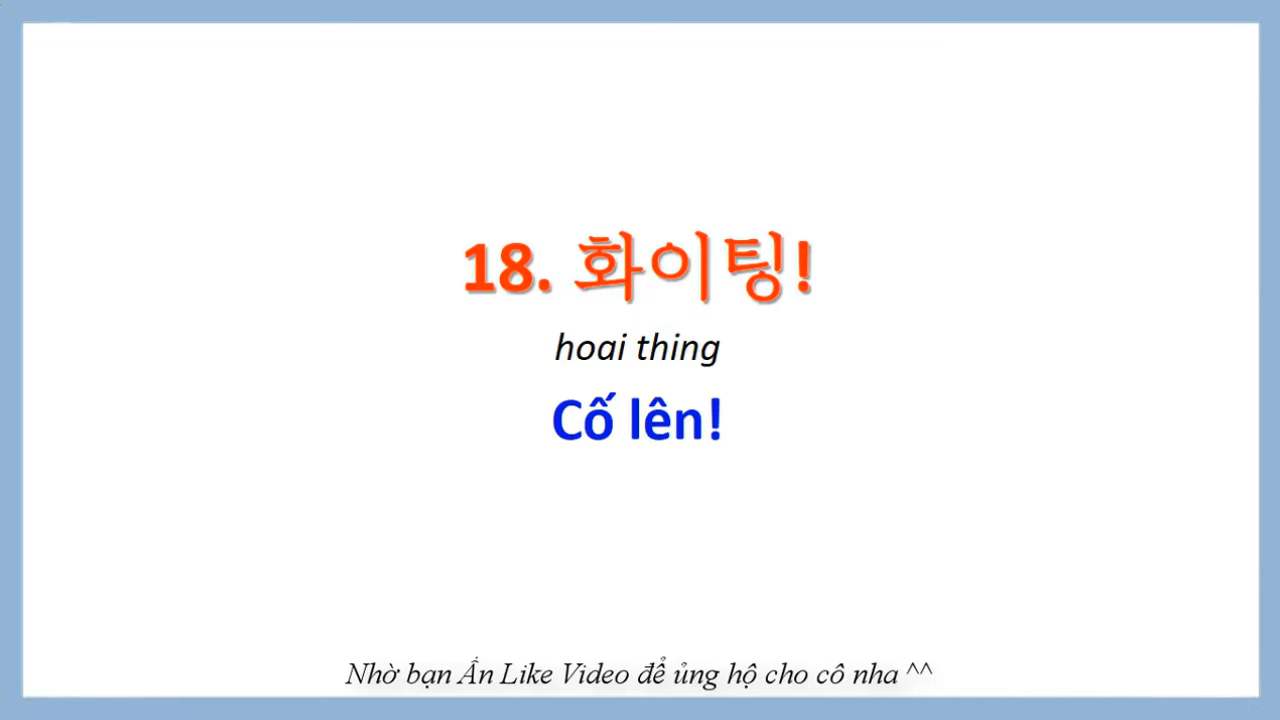 18. 화이팅!
hoai thing
Cố lên!
Nhờ bạn Ấn Like Video để ủng hộ cho cô nha ^^